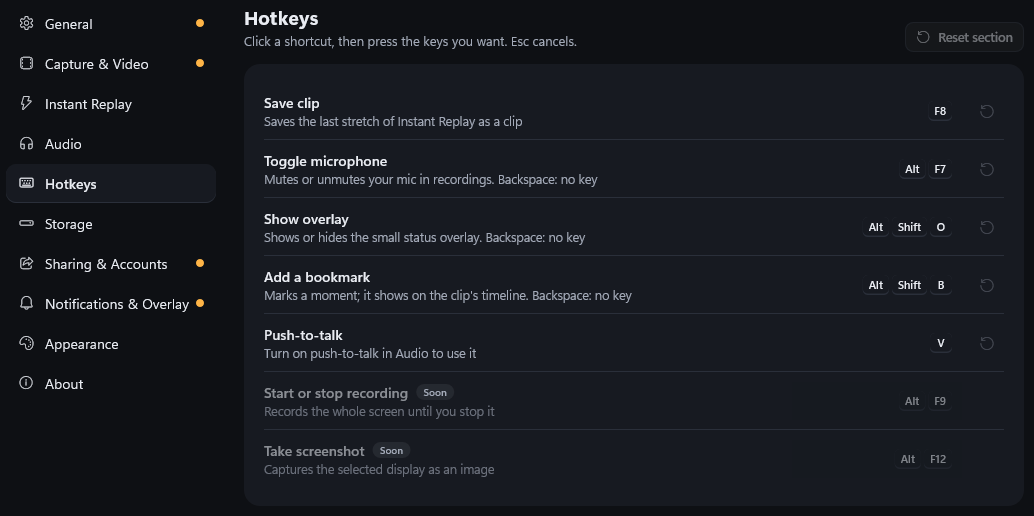 General
Capture & Video
Instant Replay
Audio
Hotkeys
Storage
Sharing & Accounts
Notifications & Overlay
Appearance
About
Hotkeys
Click a shortcut, then press the keys you want. Esc cancels.
Reset section
Save clip
Saves the last stretch of Instant Replay as a clip
F8
Toggle microphone
Mutes or unmutes your mic in recordings. Backspace: no key
Alt F7
Show overlay
Shows or hides the small status overlay. Backspace: no key
Alt Shift O
Add a bookmark
Marks a moment; it shows on the clip's timeline. Backspace: no key
Alt Shift B
Push-to-talk
Turn on push-to-talk in Audio to use it
V
Start or stop recording Soon
Records the whole screen until you stop it
Alt F9
Take screenshot Soon
Captures the selected display as an image
Alt F12